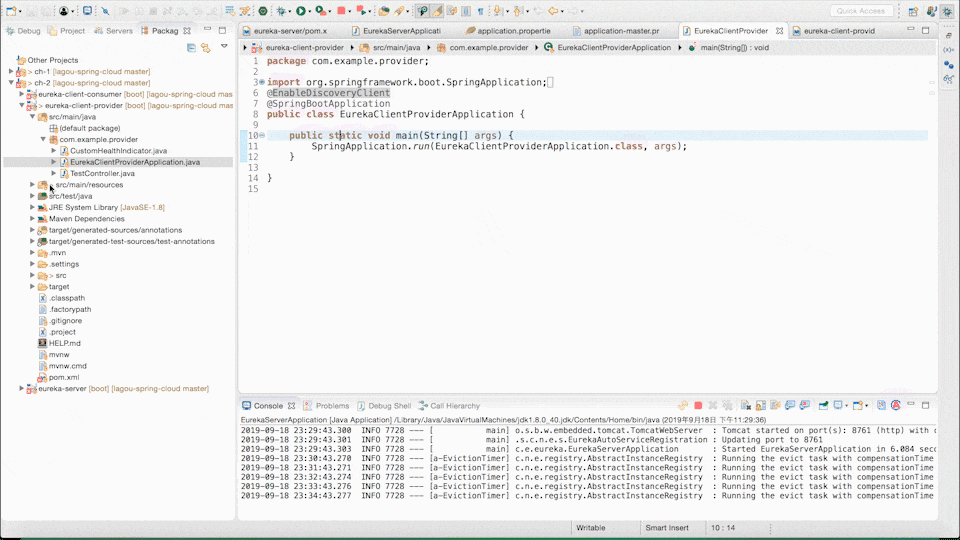 Quick Access
Debug
Project
Servers
Packag
eureka-server/pom.x
EurekaServerApplicati
application.propertie
application-master.pr
EurekaClientProvider
eureka-client-provid
eureka-client-provider
src/main/java
com.example.provider
EurekaClientProviderApplication
main(String[]) : void
Other Projects
> ch-1 [lagou-spring-cloud master]
> ch-2 [lagou-spring-cloud master]
eureka-client-consumer [boot] [lagou-spring-cloud master]
> eureka-client-provider [boot] [lagou-spring-cloud master]
src/main/java
(default package)
com.example.provider
CustomHealthIndicator.java
EurekaClientProviderApplication.java
TestController.java
src/main/resources
src/test/java
JRE System Library [JavaSE-1.8]
Maven Dependencies
target/generated-sources/annotations
target/generated-test-sources/test-annotations
.mvn
.settings
> src
target
.classpath
.factorypath
.gitignore
.project
HELP.md
mvnw
mvnw.cmd
pom.xml
eureka-server [boot] [lagou-spring-cloud master]
1 package com.example.provider;
2
3 import org.springframework.boot.SpringApplication;
6 @EnableDiscoveryClient
7 @SpringBootApplication
8 public class EurekaClientProviderApplication {
9
10 public static void main(String[] args) {
11 SpringApplication.run(EurekaClientProviderApplication.class, args);
12 }
13
14 }
15
Console
Problems
Debug Shell
Call Hierarchy
EurekaServerApplication [Java Application] /Library/Java/JavaVirtualMachines/jdk1.8.0_40.jdk/Contents/Home/bin/java (2019年9月18日 下午11:29:36)
2019-09-18 23:29:43.300 INFO 7728 --- [ main] o.s.b.w.embedded.tomcat.TomcatWebServer : Tomcat started on port(s): 8761 (http) with c
2019-09-18 23:29:43.301 INFO 7728 --- [ main] .s.c.n.e.s.EurekaAutoServiceRegistration : Updating port to 8761
2019-09-18 23:29:43.303 INFO 7728 --- [ main] c.e.eureka.EurekaServerApplication : Started EurekaServerApplication in 6.084 seco
2019-09-18 23:30:43.270 INFO 7728 --- [a-EvictionTimer] c.n.e.registry.AbstractInstanceRegistry : Running the evict task with compensationTime
2019-09-18 23:31:43.271 INFO 7728 --- [a-EvictionTimer] c.n.e.registry.AbstractInstanceRegistry : Running the evict task with compensationTime
2019-09-18 23:32:43.274 INFO 7728 --- [a-EvictionTimer] c.n.e.registry.AbstractInstanceRegistry : Running the evict task with compensationTime
2019-09-18 23:33:43.276 INFO 7728 --- [a-EvictionTimer] c.n.e.registry.AbstractInstanceRegistry : Running the evict task with compensationTime
2019-09-18 23:34:43.277 INFO 7728 --- [a-EvictionTimer] c.n.e.registry.AbstractInstanceRegistry : Running the evict task with compensationTime
Writable
Smart Insert
10 : 14